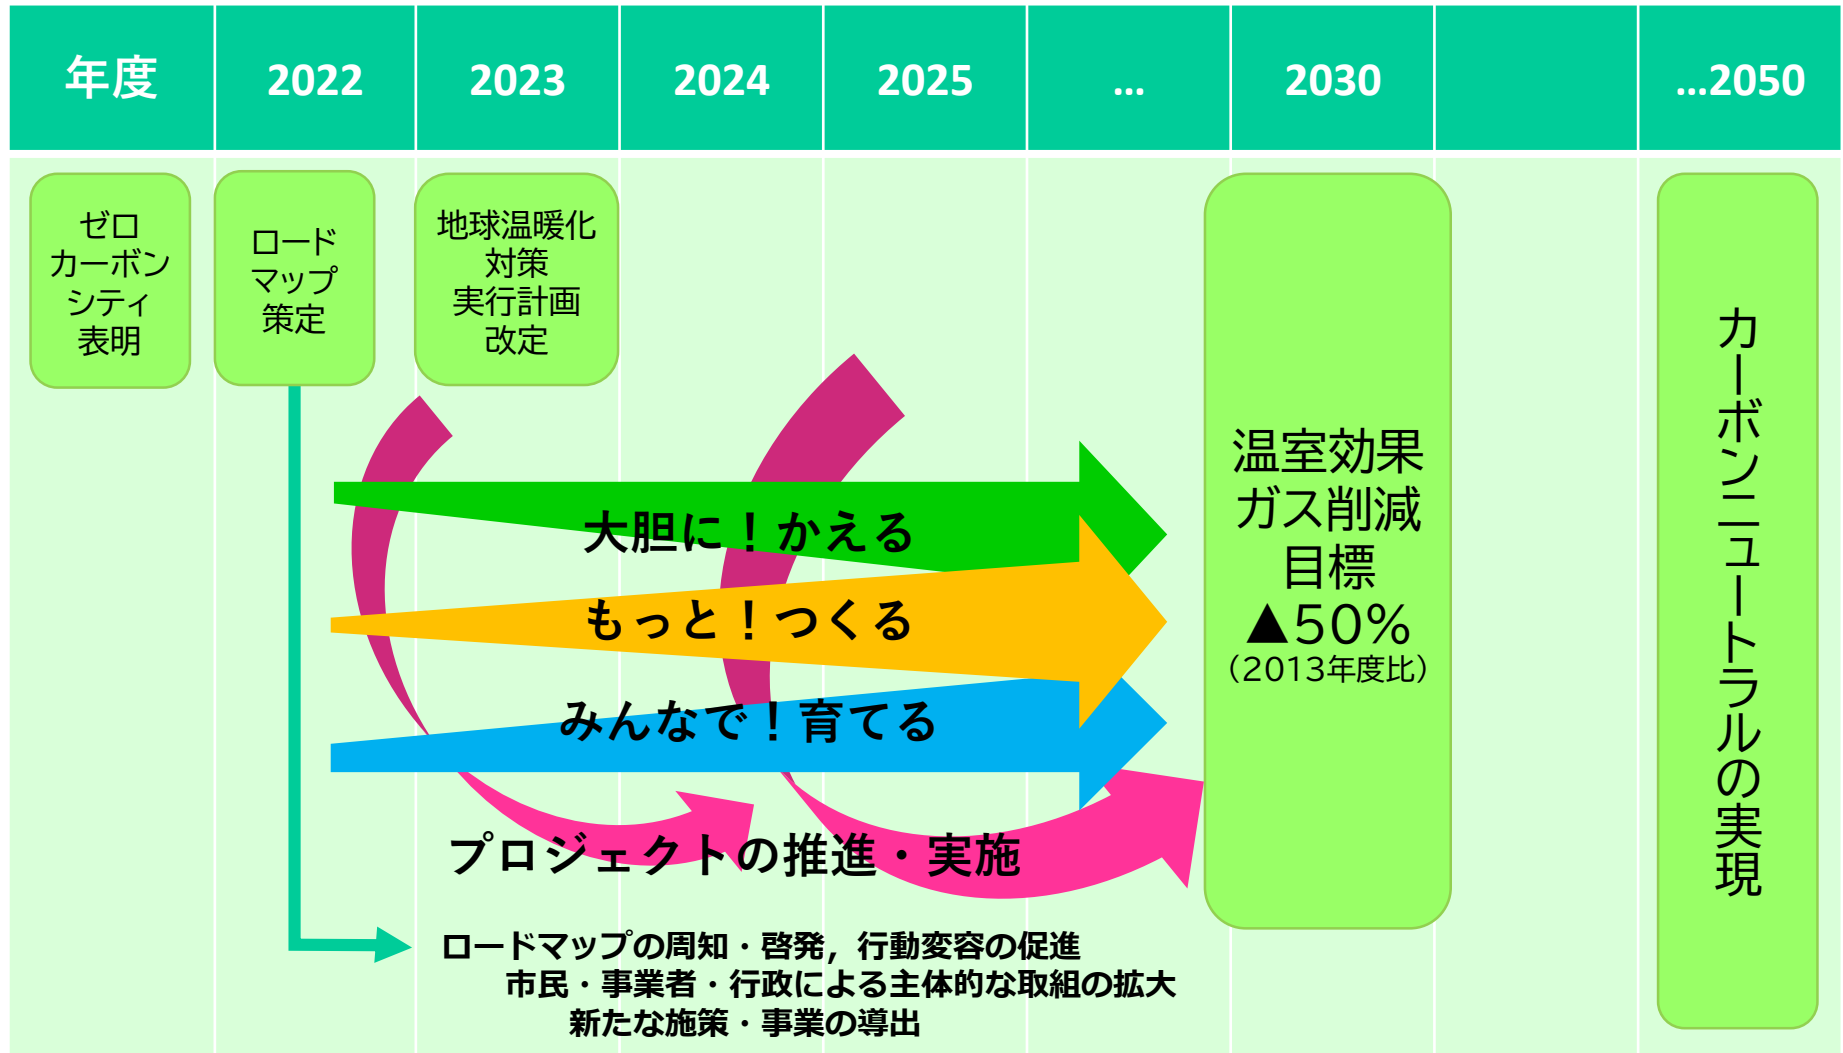 年度 2022 2023 2024 2025 … 2030 …2050
ゼロ
カーボン
シティ
表明
ロード
マップ
策定
地球温暖化
対策
実行計画
改定
大胆に！かえる
もっと！つくる
みんなで！育てる
プロジェクトの推進・実施
ロードマップの周知・啓発，行動変容の促進
市民・事業者・行政による主体的な取組の拡大
新たな施策・事業の導出
温室効果
ガス削減
目標
▲50％
（2013年度比）
カーボンニュートラルの実現